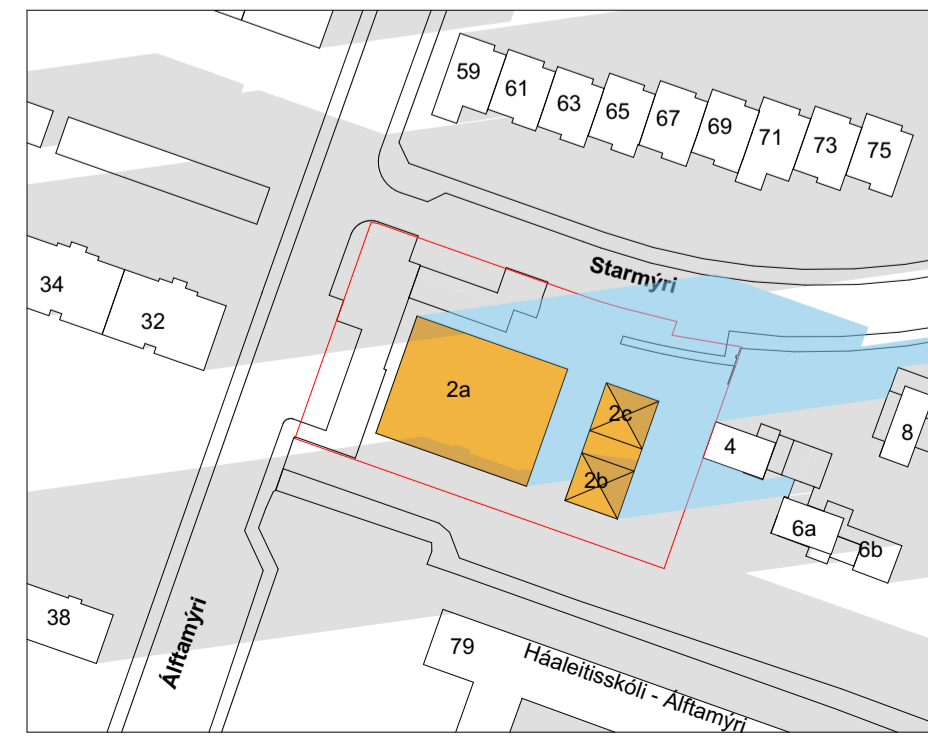 59
61
63
65
67
69
71
73
75
Starmýri
34
32
2a
2c
2b
4
8
6a
6b
38
Álftamýri
79
Háaleitisskóli - Álftamýri